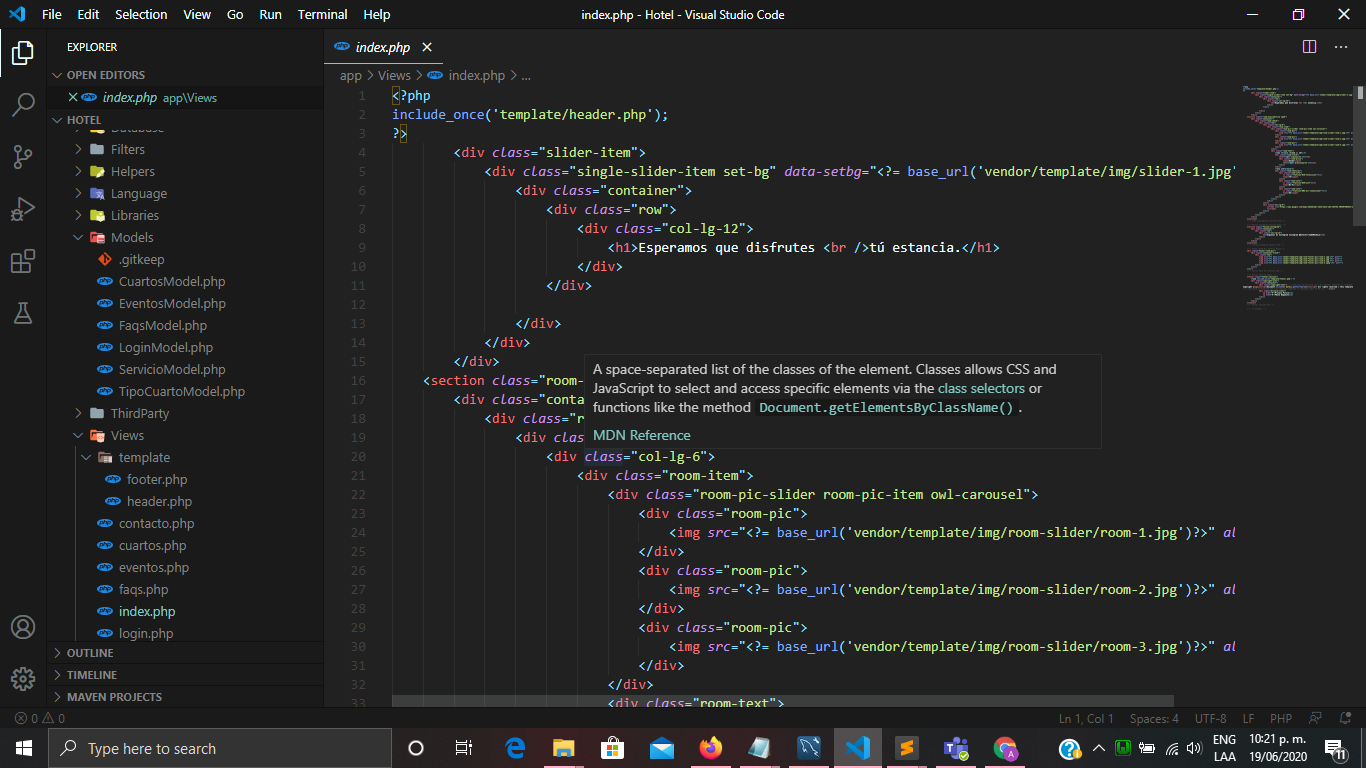 File Edit Selection View Go Run Terminal Help
index.php - Hotel - Visual Studio Code
EXPLORER
OPEN EDITORS
index.php app\Views
HOTEL
Database
Filters
Helpers
Language
Libraries
Models
.gitkeep
CuartosModel.php
EventosModel.php
FaqsModel.php
LoginModel.php
ServicioModel.php
TipoCuartoModel.php
ThirdParty
Views
template
footer.php
header.php
contacto.php
cuartos.php
eventos.php
faqs.php
index.php
login.php
OUTLINE
TIMELINE
MAVEN PROJECTS
index.php
app > Views > index.php > ...
1 <?php
2 include_once('template/header.php');
3 ?>
4 <div class="slider-item">
5 <div class="single-slider-item set-bg" data-setbg="<?= base_url('vendor/template/img/slider-1.jpg'
6 <div class="container">
7 <div class="row">
8 <div class="col-lg-12">
9 <h1>Esperamos que disfrutes <br />tú estancia.</h1>
10 </div>
11 </div>
12
13 </div>
14 </div>
15 </div>
16 <section class="room-
17 <div class="conta
18 <div class="r
19 <div clas
20 <div class="col-lg-6">
21 <div class="room-item">
22 <div class="room-pic-slider room-pic-item owl-carousel">
23 <div class="room-pic">
24 <img src="<?= base_url('vendor/template/img/room-slider/room-1.jpg')?>" al
25 </div>
26 <div class="room-pic">
27 <img src="<?= base_url('vendor/template/img/room-slider/room-2.jpg')?>" al
28 </div>
29 <div class="room-pic">
30 <img src="<?= base_url('vendor/template/img/room-slider/room-3.jpg')?>" al
31 </div>
32 </div>
33 <div class="room-text">
A space-separated list of the classes of the element. Classes allows CSS and
JavaScript to select and access specific elements via the class selectors or
functions like the method Document.getElementsByClassName() .
MDN Reference
0 0
Ln 1, Col 1 Spaces: 4 UTF-8 LF PHP
Type here to search
ENG
LAA
10:21 p. m.
19/06/2020
11